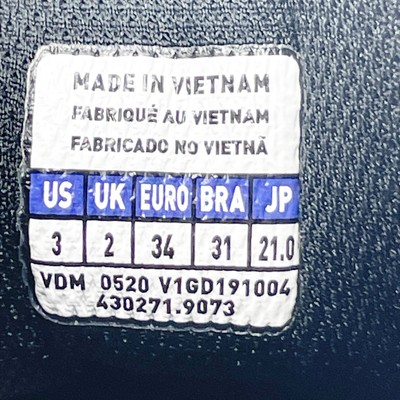 MADE IN VIETNAM
FABRIQUÉ AU VIETNAM
FABRICADO NO VIETNÃ
US UK EURO BRA JP
3 2 34 31 21.0
VDM 0520 V1GD191004
430271.9073